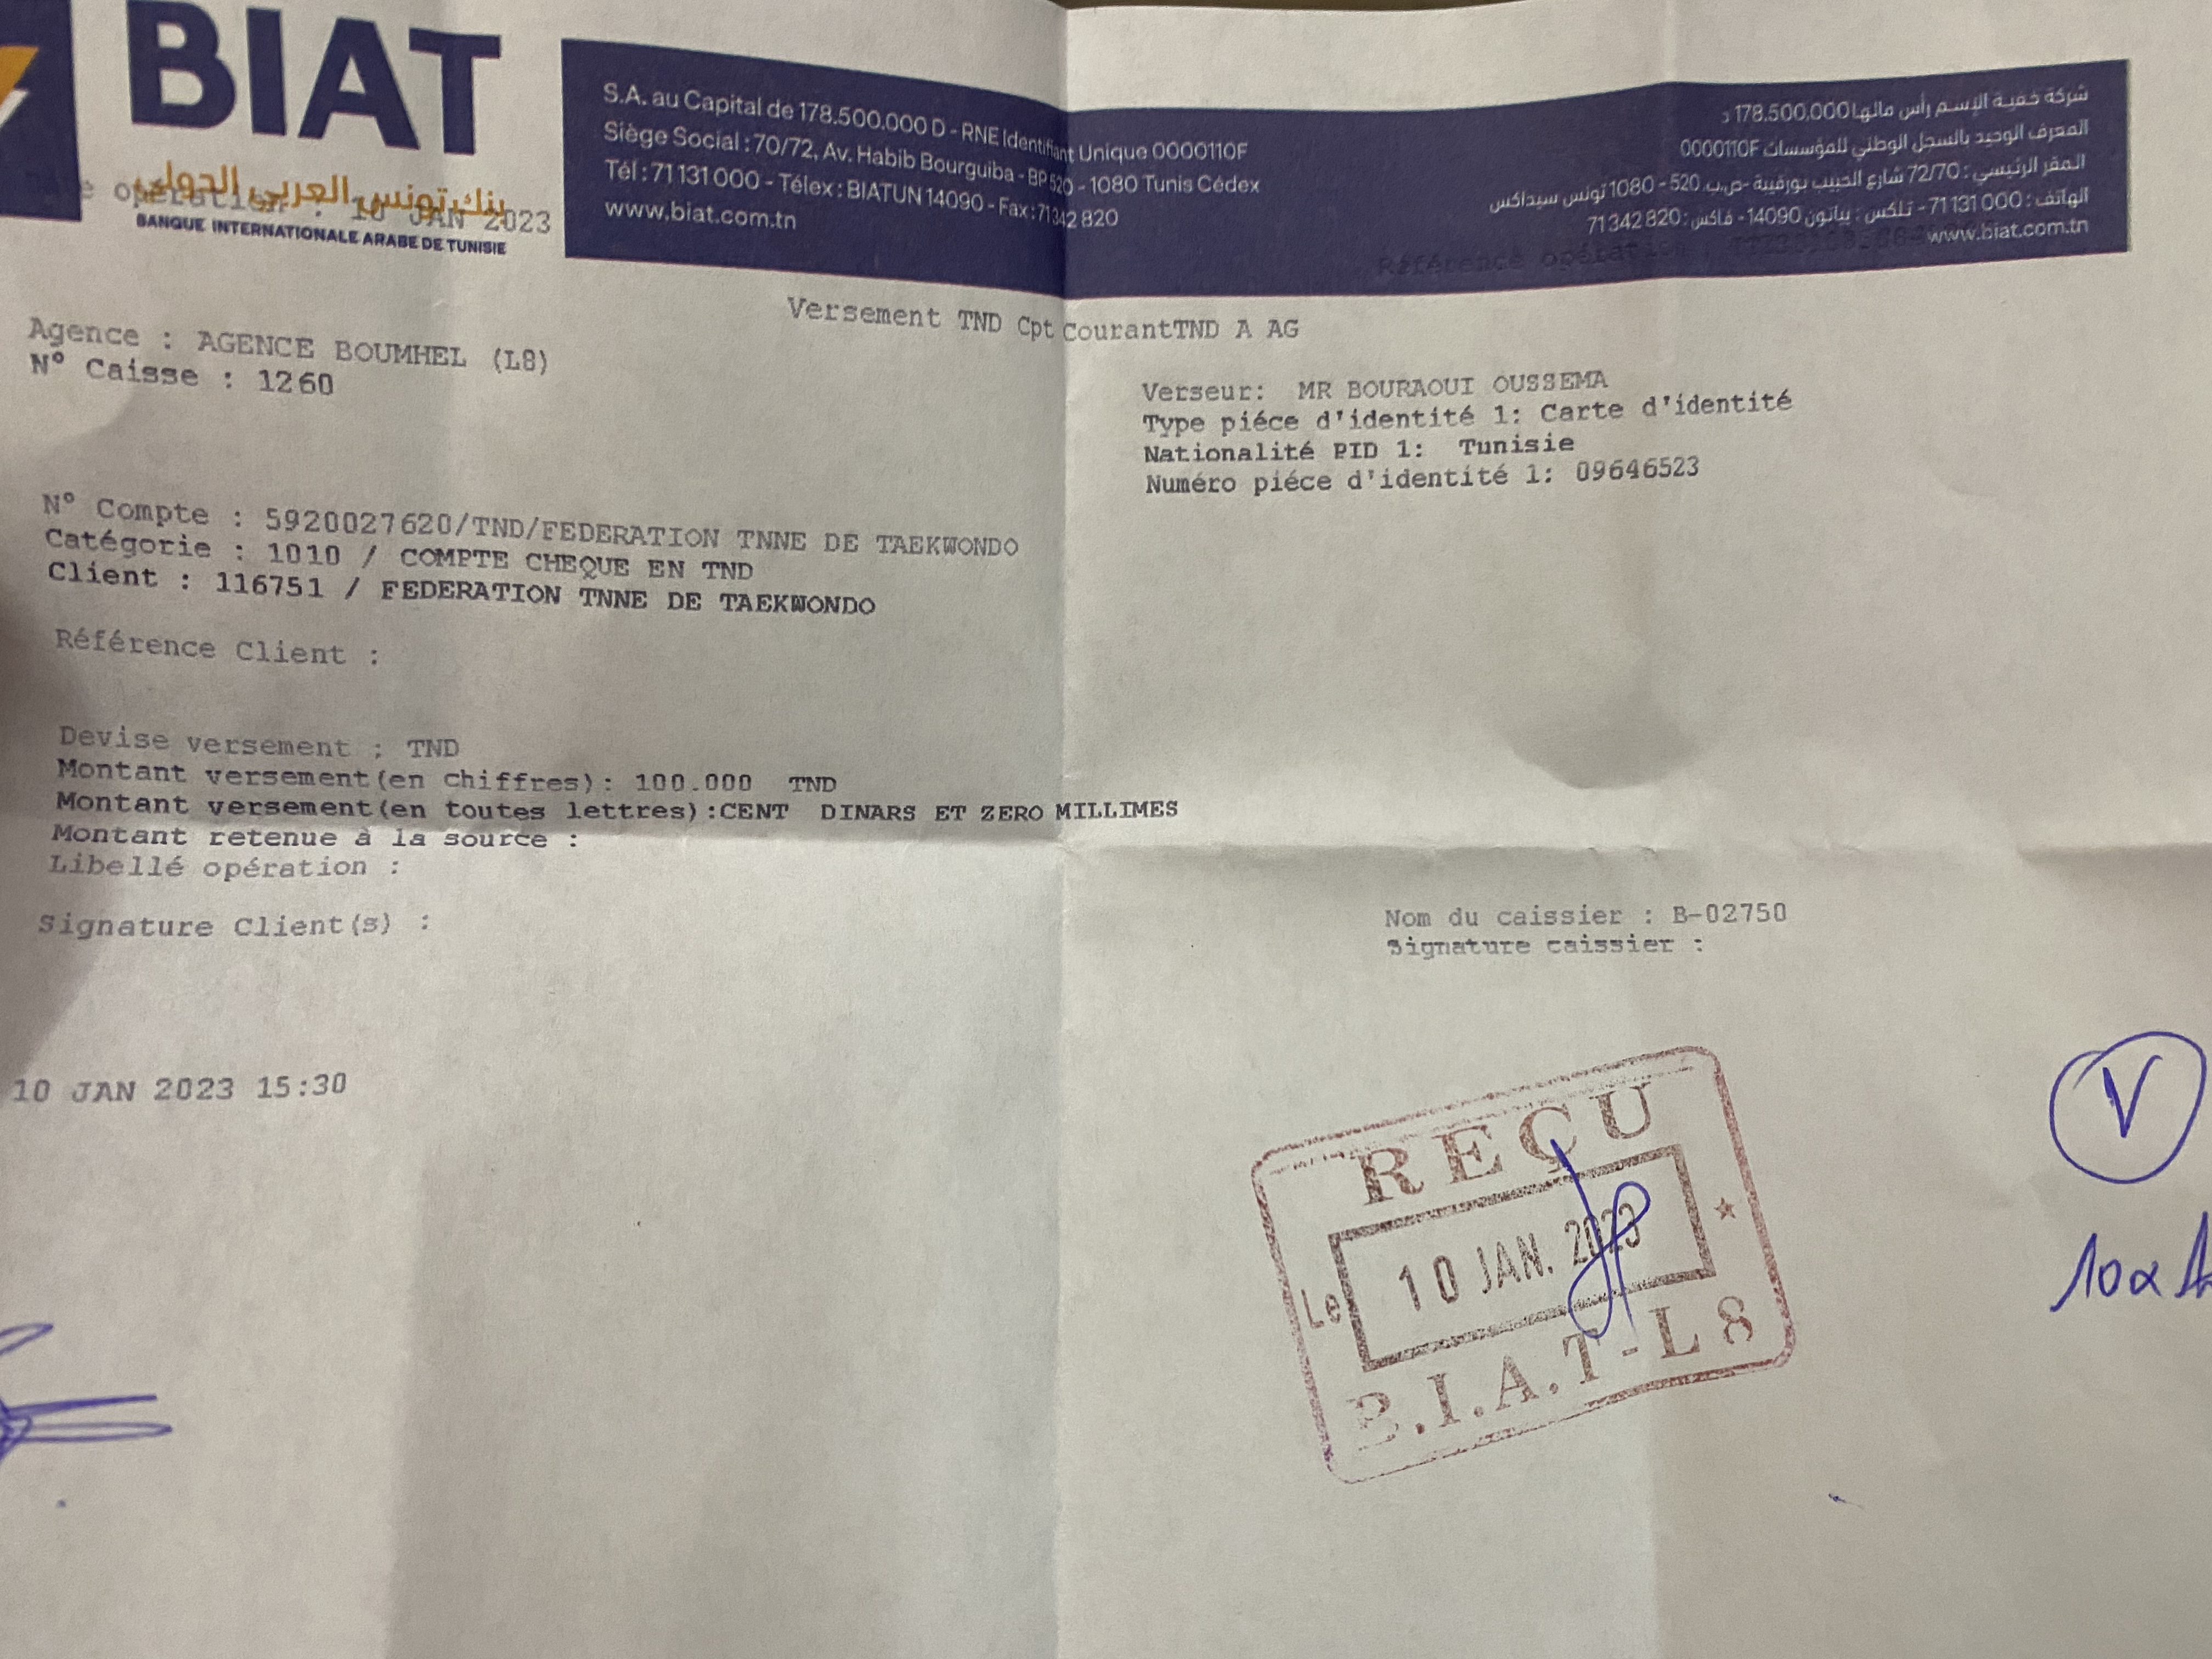 BIAT
بنك تونس العربي الدولي
opération : 10 JAN 2023
BANQUE INTERNATIONALE ARABE DE TUNISIE
S.A. au Capital de 178.500.000 D - RNE Identifiant Unique 0000110F
Siège Social : 70/72, Av. Habib Bourguiba - BP 520 - 1080 Tunis Cédex
Tél : 71 131 000 - Télex : BIATUN 14090 - Fax : 71 342 820
www.biat.com.tn
شركة خفية الإسم رأس مالها 178.500.000 د
المعرف الوحيد بالسجل الوطني للمؤسسات 0000110F
المقر الرئيسي : 72/70 شارع الحبيب بورقيبة -ص.ب. 520 - 1080 تونس سيداكس
الهاتف : 71 131 000 - تلكس : بياتون 14090 - فاكس : 71 342 820
www.biat.com.tn
Référence opération
Versement TND Cpt CourantTND A AG
Agence : AGENCE BOUMHEL (L8)
N° Caisse : 1260
Verseur: MR BOURAOUI OUSSEMA
Type piéce d'identité 1: Carte d'identité
Nationalité PID 1: Tunisie
Numéro piéce d'identité 1: 09646523
N° Compte : 5920027620/TND/FEDERATION TNNE DE TAEKWONDO
Catégorie : 1010 / COMPTE CHEQUE EN TND
Client : 116751 / FEDERATION TNNE DE TAEKWONDO
Référence Client :
Devise versement : TND
Montant versement(en chiffres): 100.000 TND
Montant versement(en toutes lettres):CENT DINARS ET ZERO MILLIMES
Montant retenue à la source :
Libellé opération :
Signature Client(s) :
Nom du caissier : B-02750
Signature caissier :
10 JAN 2023 15:30
REÇU
Le 10 JAN. 2023
B.I.A.T-L8
V